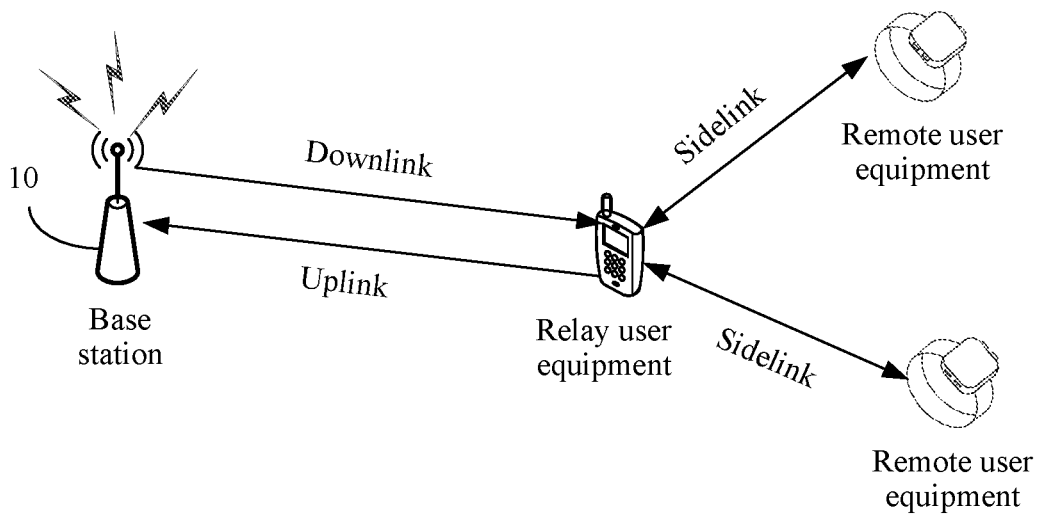 Sidelink
Remote user
equipment
Downlink
10
Uplink
Base
station
Relay user
equipment
Sidelink
Remote user
equipment